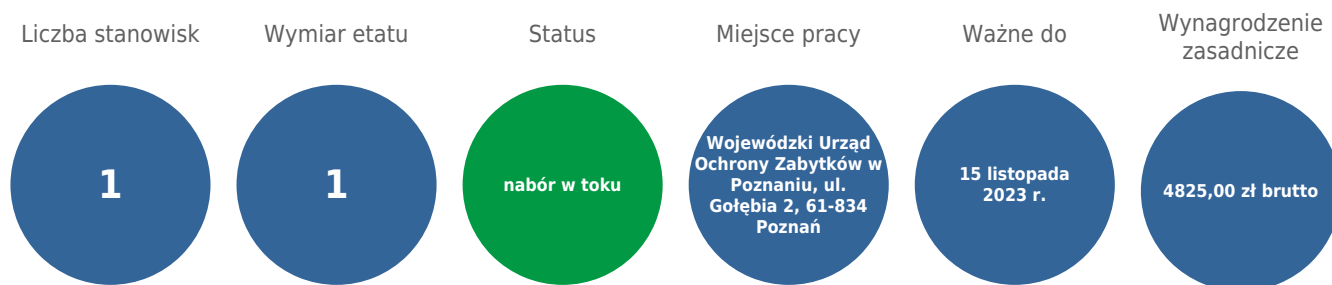 Liczba stanowisk
Wymiar etatu
Status
Miejsce pracy
Ważne do
Wynagrodzenie
zasadnicze
1
1
nabór w toku
Wojewódzki Urząd
Ochrony Zabytków w
Poznaniu, ul.
Gołębia 2, 61-834
Poznań
15 listopada
2023 r.
4825,00 zł brutto